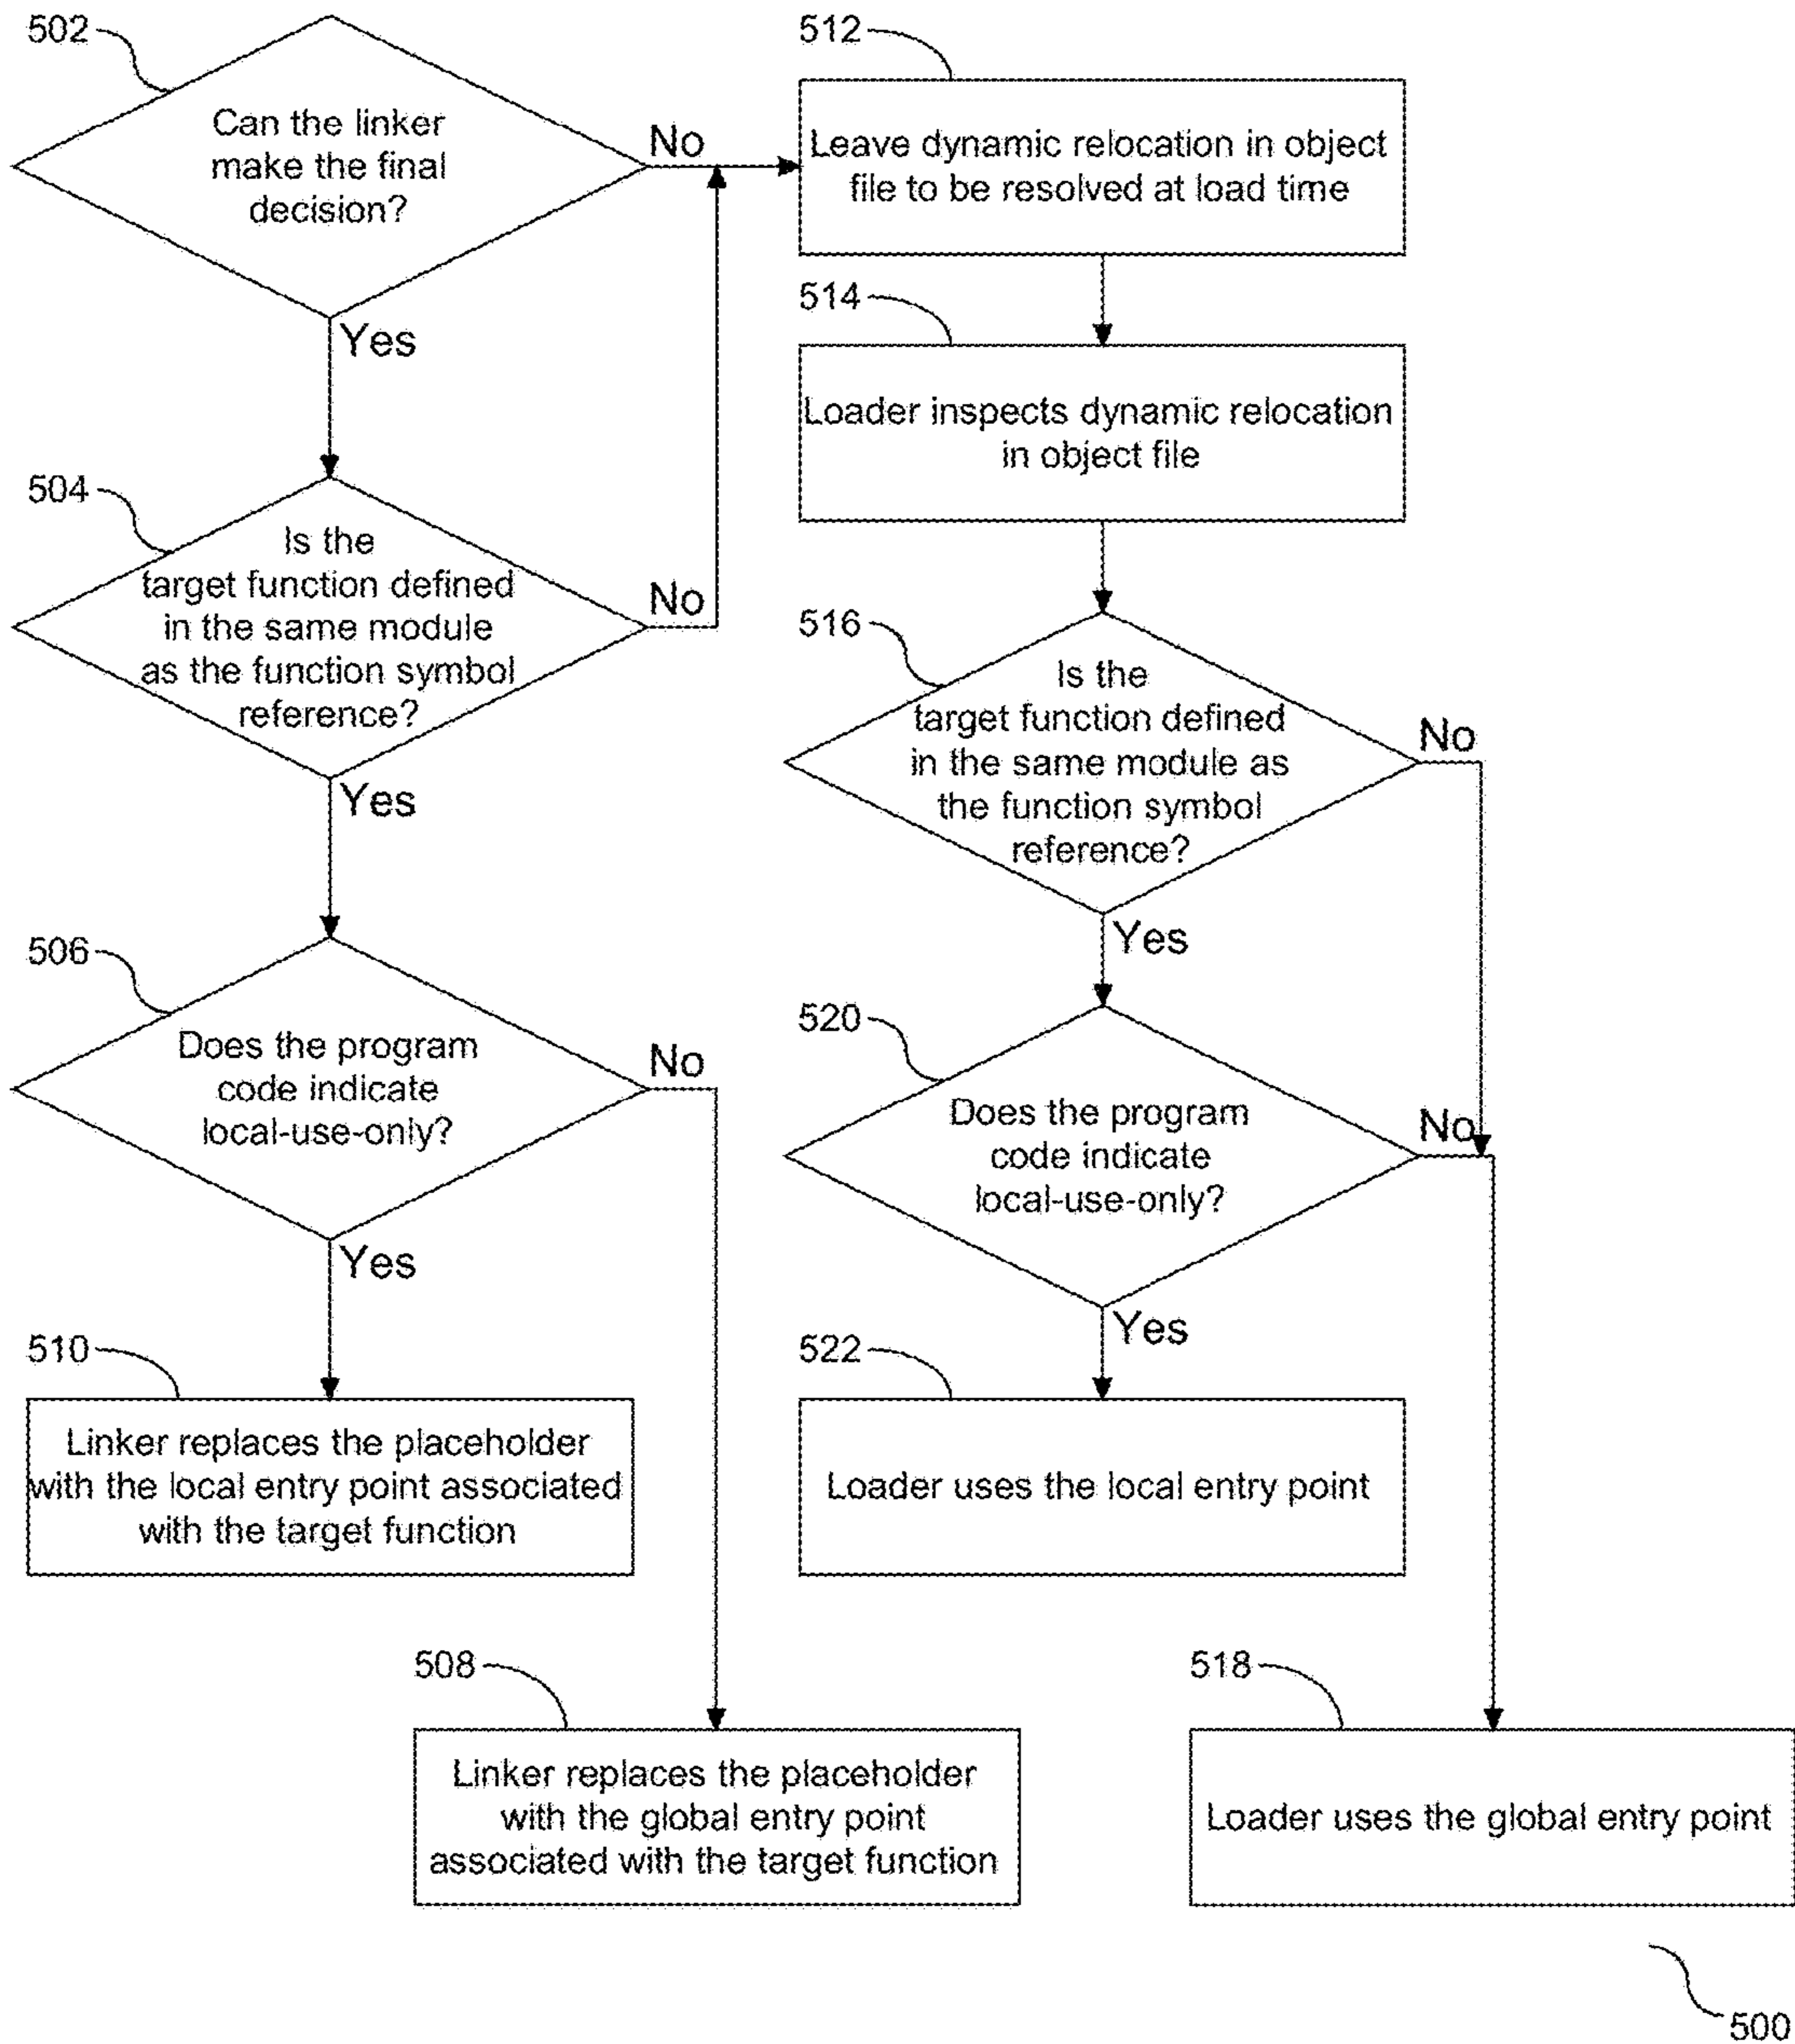 502
Can the linker
make the final
decision?
No
Yes
512
Leave dynamic relocation in object
file to be resolved at load time
514
Loader inspects dynamic relocation
in object file
504
Is the
target function defined
in the same module
as the function symbol
reference?
No
Yes
516
Is the
target function defined
in the same module as
the function symbol
reference?
No
Yes
506
Does the program
code indicate
local-use-only?
No
Yes
520
Does the program
code indicate
local-use-only?
No
Yes
510
Linker replaces the placeholder
with the local entry point associated
with the target function
522
Loader uses the local entry point
508
Linker replaces the placeholder
with the global entry point
associated with the target function
518
Loader uses the global entry point
500